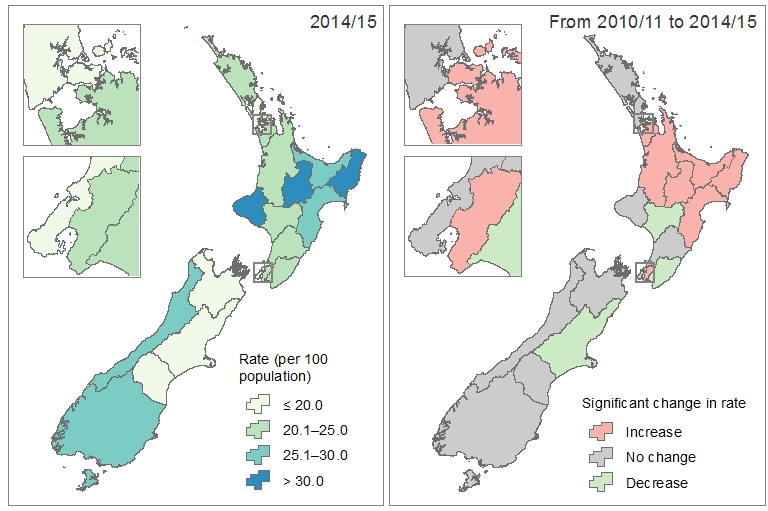 2014/15
Rate (per 100
population)
≤ 20.0
20.1–25.0
25.1–30.0
> 30.0
From 2010/11 to 2014/15
Significant change in rate
Increase
No change
Decrease